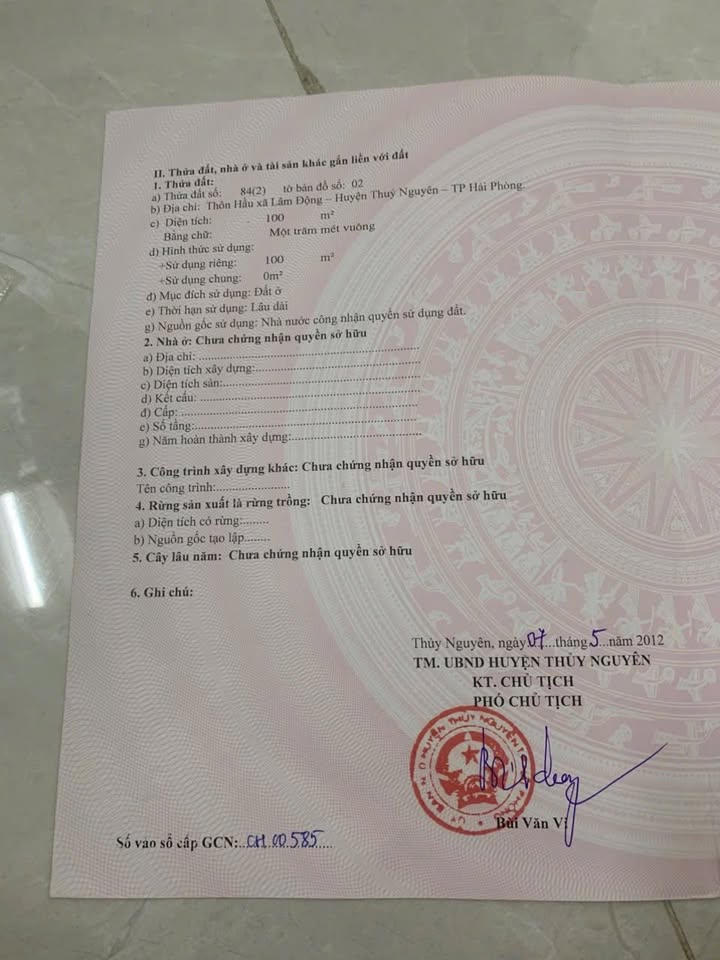 II. Thửa đất, nhà ở và tài sản khác gắn liền với đất
1. Thửa đất:
a) Thửa đất số: 84(2) tờ bản đồ số: 02
b) Địa chỉ: Thôn Hầu xã Lâm Động – Huyện Thuỷ Nguyên – TP Hải Phòng.
c) Diện tích: 100 m²
Bằng chữ: Một trăm mét vuông
d) Hình thức sử dụng:
+Sử dụng riêng: 100 m²
+Sử dụng chung: 0m²
đ) Mục đích sử dụng: Đất ở
e) Thời hạn sử dụng: Lâu dài
g) Nguồn gốc sử dụng: Nhà nước công nhận quyền sử dụng đất.
2. Nhà ở: Chưa chứng nhận quyền sở hữu
a) Địa chỉ: ..........................................................
b) Diện tích xây dựng:...........................................
c) Diện tích sàn:....................................................
d) Kết cấu: ..........................................................
đ) Cấp: ...............................................................
e) Số tầng:............................................................
g) Năm hoàn thành xây dựng:..................................
3. Công trình xây dựng khác: Chưa chứng nhận quyền sở hữu
Tên công trình:........................
4. Rừng sản xuất là rừng trồng: Chưa chứng nhận quyền sở hữu
a) Diện tích có rừng:........
b) Nguồn gốc tạo lập........
5. Cây lâu năm: Chưa chứng nhận quyền sở hữu
6. Ghi chú:
Thủy Nguyên, ngày 07...tháng 5...năm 2012
TM. UBND HUYỆN THỦY NGUYÊN
KT. CHỦ TỊCH
PHÓ CHỦ TỊCH
Bùi Văn Vị
Số vào sổ cấp GCN:..CH 00.585....